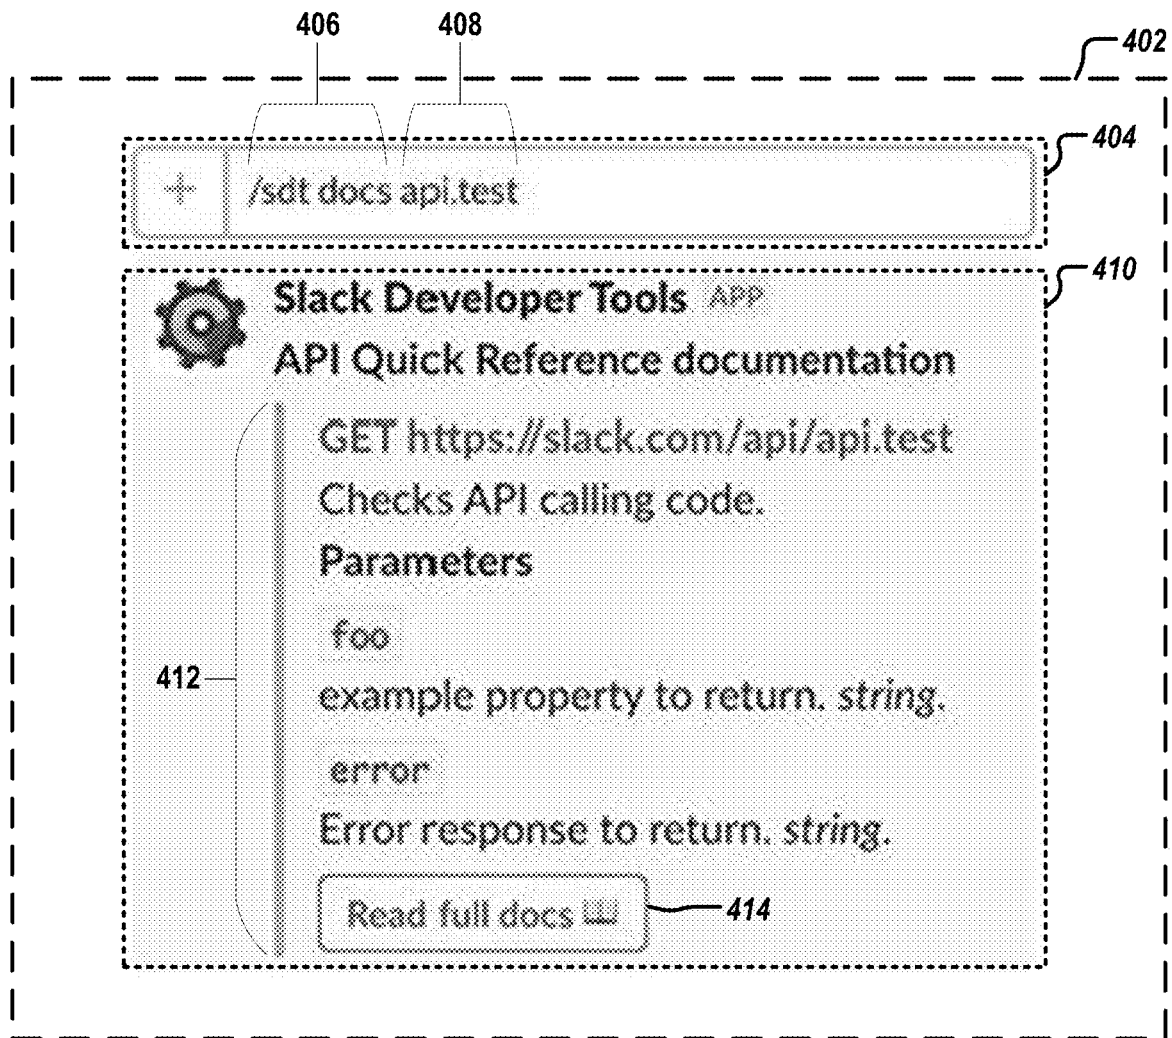 406 408
402
404
+ /sdt docs api.test
410
Slack Developer Tools APP
API Quick Reference documentation
GET https://slack.com/api/api.test
Checks API calling code.
Parameters
foo
412
example property to return. string.
error
Error response to return. string.
Read full docs
414